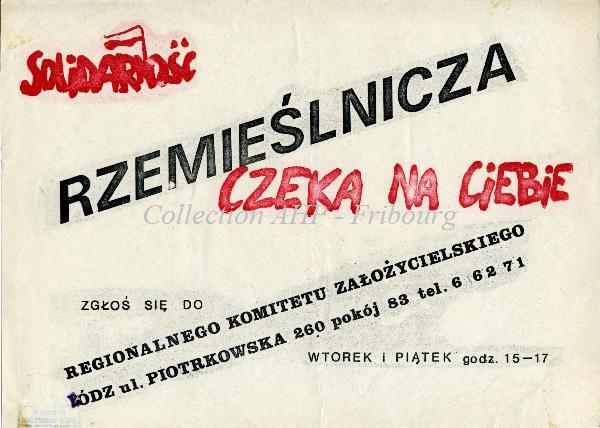 SOLIDARNOŚĆ
RZEMIEŚLNICZA
CZEKA NA CIEBIE
Collection AHP - Fribourg
ZGŁOŚ SIĘ DO
REGIONALNEGO KOMITETU ZAŁOŻYCIELSKIEGO
ŁÓDZ ul. PIOTRKOWSKA 260 pokój 83 tel. 6 62 71
WTOREK i PIĄTEK godz. 15-17